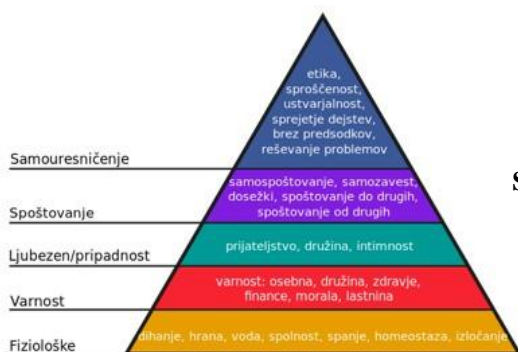 etika,
sproščenost,
ustvarjalnost,
sprejetje dejstev,
brez predsodkov,
reševanje problemov
Samouresničenje
samospoštovanje, samozavest,
dosežki, spoštovanje do drugih,
spoštovanje od drugih
Spoštovanje
prijateljstvo, družina, intimnost
Ljubezen/pripadnost
varnost: osebna, družina, zdravje,
finance, morala, lastnina
Varnost
dihanje, hrana, voda, spolnost, spanje, homeostaza, izločanje
Fiziološke